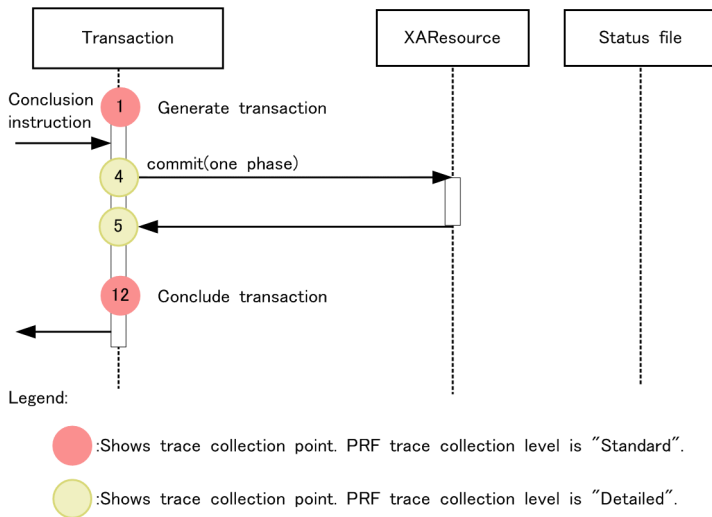 Transaction
XAResource
Status file
Conclusion
instruction
1
Generate transaction
4
commit(one phase)
5
12
Conclude transaction
Legend:
:Shows trace collection point. PRF trace collection level is "Standard".
:Shows trace collection point. PRF trace collection level is "Detailed".